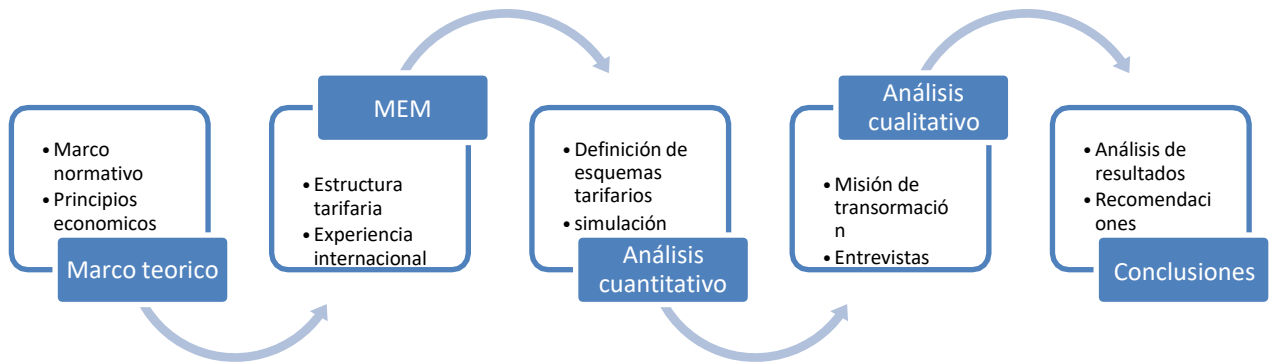 • Marco
normativo
• Principios
economicos
Marco teorico
MEM
• Estructura
tarifaria
• Experiencia
internacional
• Definición de
esquemas
tarifarios
• simulación
Análisis
cuantitativo
Análisis
cualitativo
• Misión de
transormació
n
• Entrevistas
• Análisis de
resultados
• Recomendaci
ones
Conclusiones